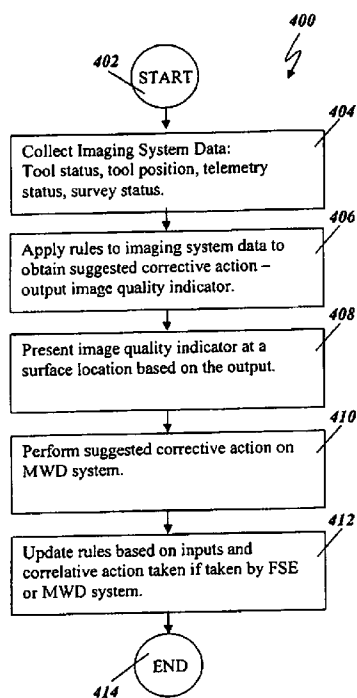 400
402
START
404
Collect Imaging System Data:
Tool status, tool position, telemetry
status, survey status.
406
Apply rules to imaging system data to
obtain suggested corrective action –
output image quality indicator.
408
Present image quality indicator at a
surface location based on the output.
410
Perform suggested corrective action on
MWD system.
412
Update rules based on inputs and
correlative action taken if taken by FSE
or MWD system.
END
414